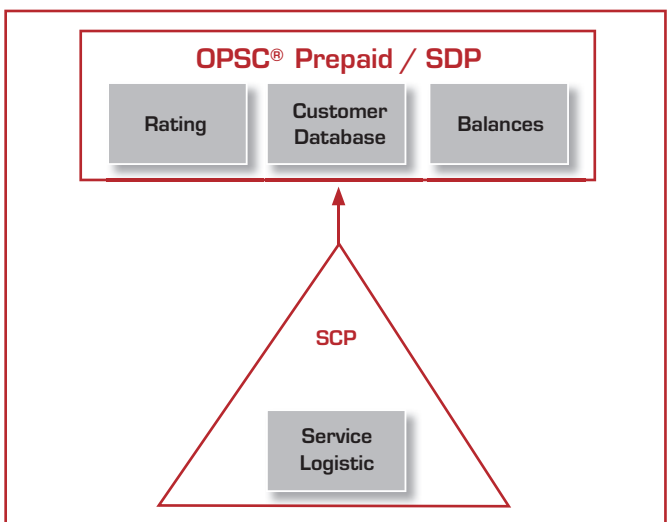 OPSC® Prepaid / SDP
Rating
Customer
Database
Balances
SCP
Service
Logistic